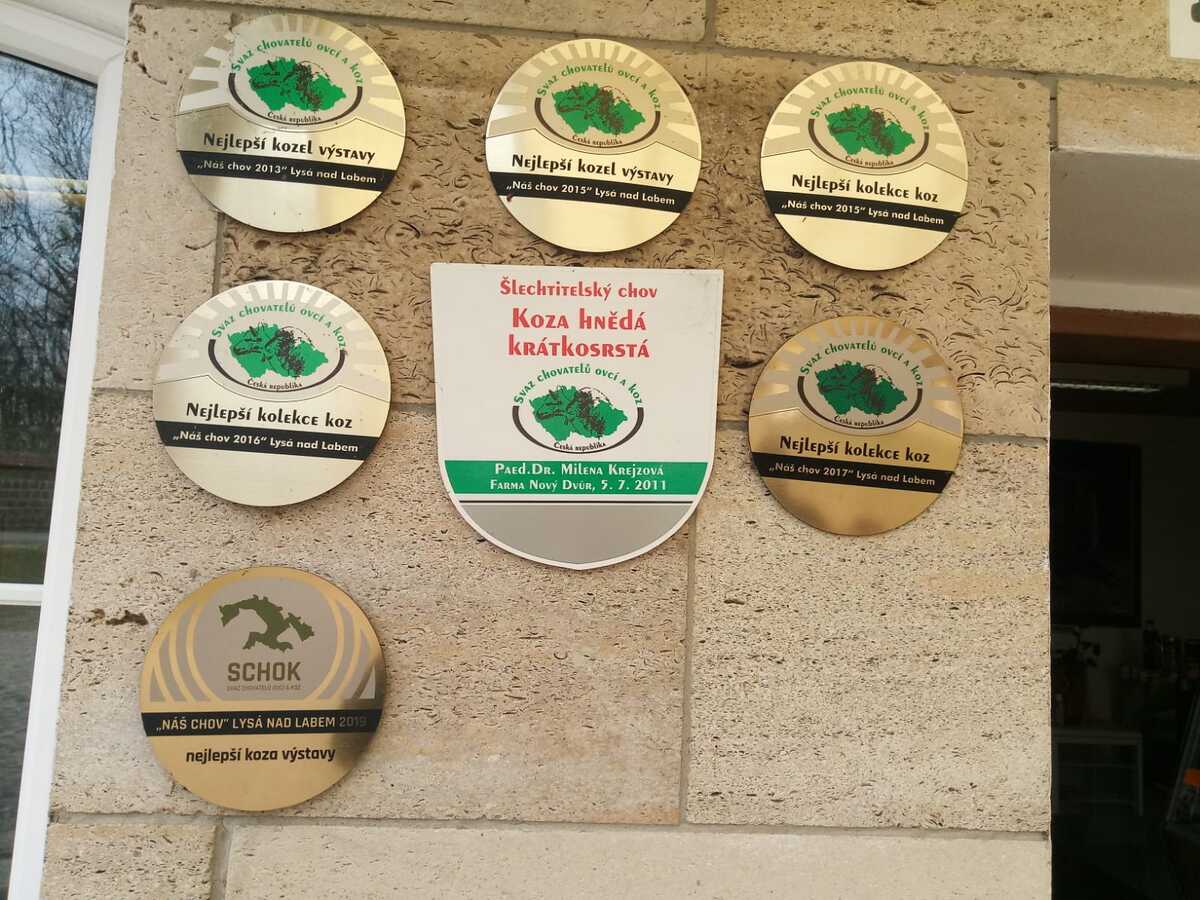 Svaz chovatelů ovcí a koz
Česká republika
Nejlepší kozel výstavy
„Náš chov 2013“ Lysá nad Labem
Svaz chovatelů ovcí a koz
Česká republika
Nejlepší kozel výstavy
„Náš chov 2015“ Lysá nad Labem
Svaz chovatelů ovcí a koz
Česká republika
Nejlepší kolekce koz
„Náš chov 2015“ Lysá nad Labem
Svaz chovatelů ovcí a koz
Česká republika
Nejlepší kolekce koz
„Náš chov 2016“ Lysá nad Labem
Šlechtitelský chov
Koza hnědá
krátkosrstá
Svaz chovatelů ovcí a koz
Česká republika
Paed.Dr. Milena Krejzová
Farma Nový Dvůr, 5. 7. 2011
Svaz chovatelů ovcí a koz
Česká republika
Nejlepší kolekce koz
„Náš chov 2017“ Lysá nad Labem
SCHOK
SVAZ CHOVATELŮ OVCÍ A KOZ
„NÁŠ CHOV“ LYSÁ NAD LABEM 2019
nejlepší koza výstavy